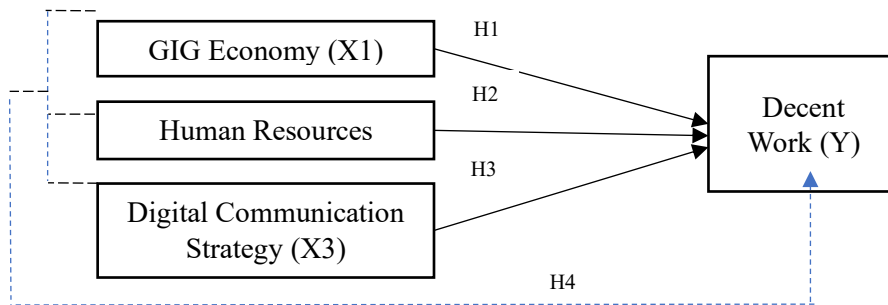 H1
GIG Economy (X1)
H2
Human Resources
Decent
Work (Y)
H3
Digital Communication
Strategy (X3)
H4